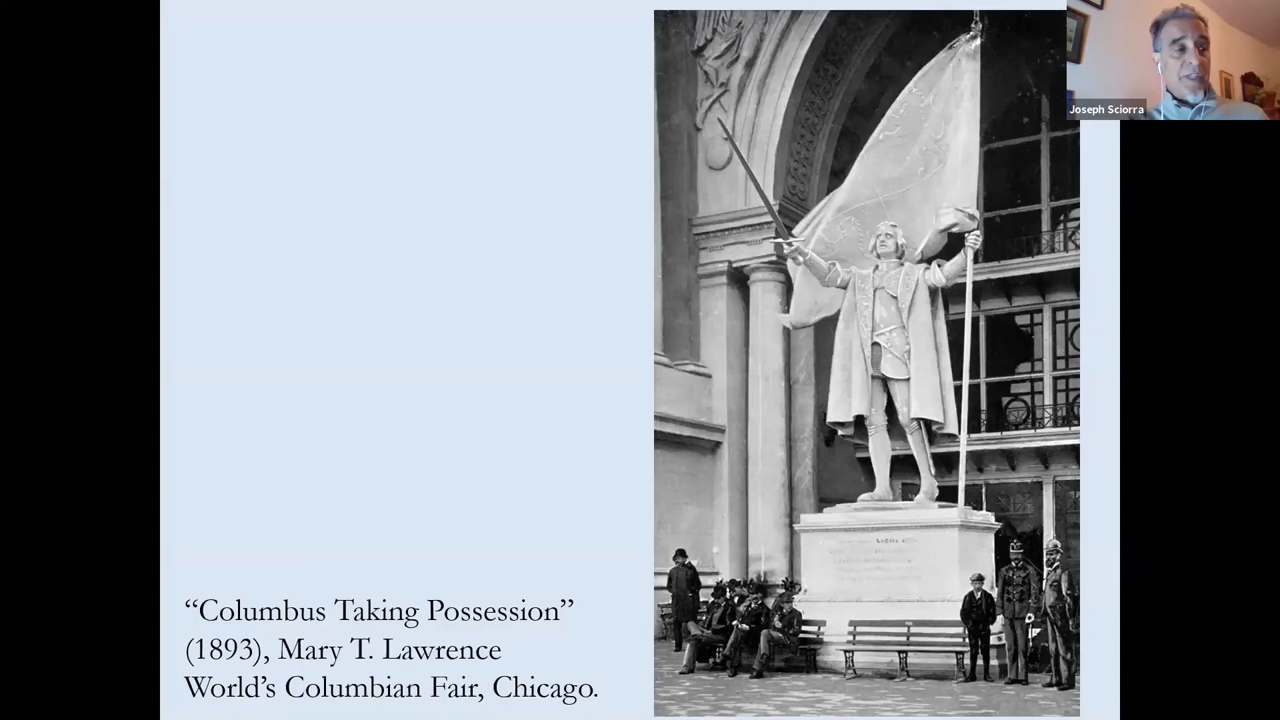 Joseph Sciorra
“Columbus Taking Possession”
(1893), Mary T. Lawrence
World’s Columbian Fair, Chicago.